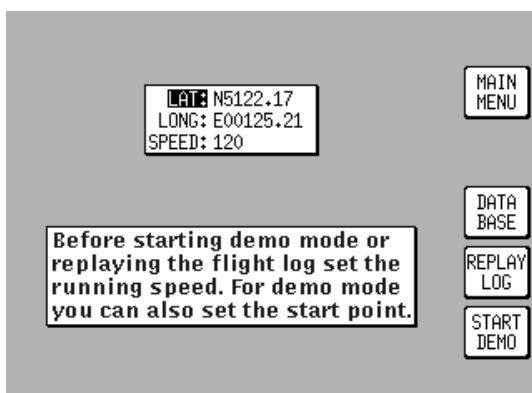 LAT: N5122.17
LONG: E00125.21
SPEED: 120
MAIN
MENU
DATA
BASE
Before starting demo mode or
replaying the flight log set the
running speed. For demo mode
you can also set the start point.
REPLAY
LOG
START
DEMO